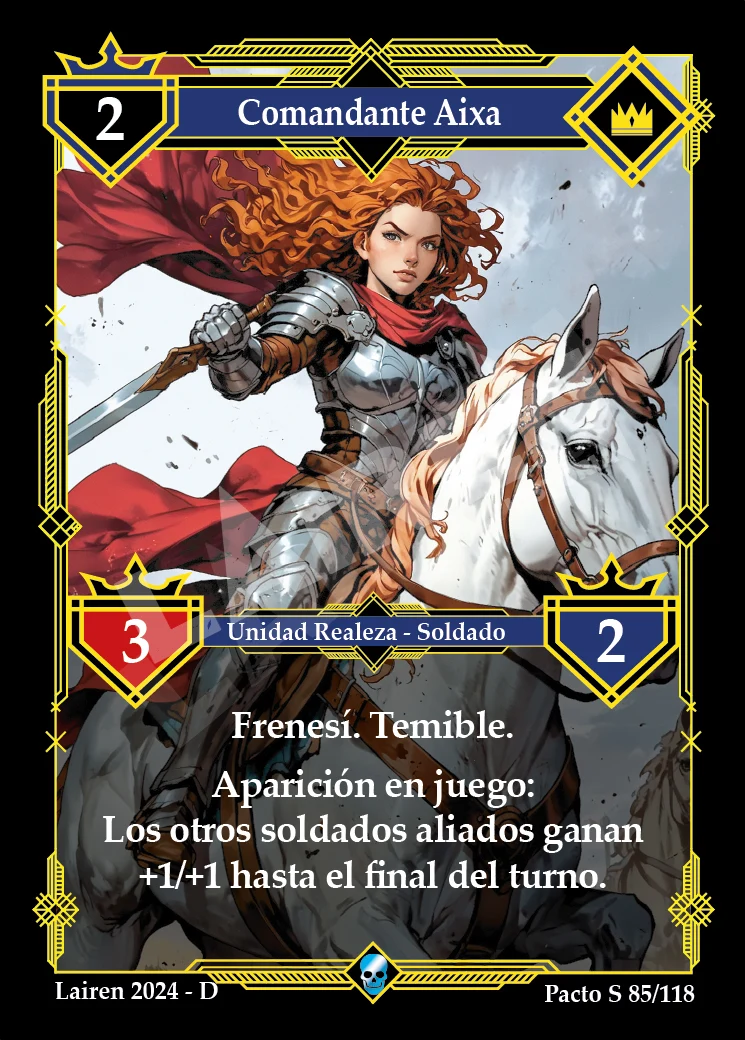 2
Comandante Aixa
3
Unidad Realeza - Soldado
2
Frenesí. Temible.
Aparición en juego:
Los otros soldados aliados ganan
+1/+1 hasta el final del turno.
Lairen 2024 - D
Pacto S 85/118